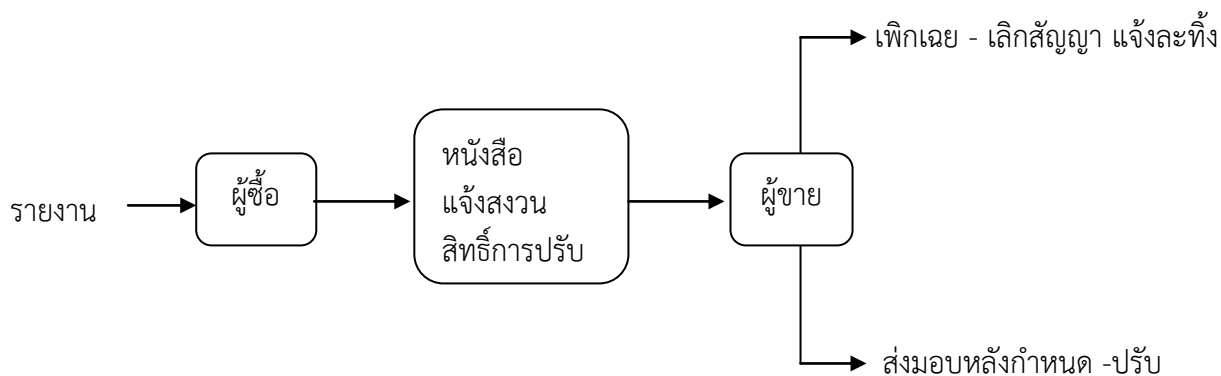 เพิกเฉย - เลิกสัญญา แจ้งละทิ้ง
รายงาน
ผู้ซื้อ
หนังสือ
แจ้งสงวน
สิทธิ์การปรับ
ผู้ขาย
ส่งมอบหลังกำหนด -ปรับ